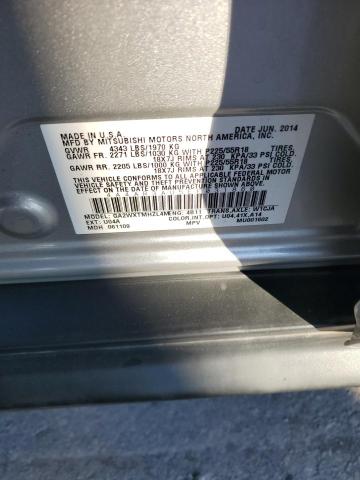 MADE IN U.S.A. DATE JUN. 2014
MFD BY MITSUBISHI MOTORS NORTH AMERICA, INC.
GVWR 4343 LBS/1970 KG
GAWR FR. 2271 LBS/1030 KG WITH P225/55R18 TIRES,
18X7J RIMS AT 230 KPA/33 PSI COLD.
GAWR RR. 2205 LBS/1000 KG WITH P225/55R18 TIRES,
18X7J RIMS AT 230 KPA/33 PSI COLD.
THIS VEHICLE CONFORMS TO ALL APPLICABLE FEDERAL MOTOR
VEHICLE SAFETY AND THEFT PREVENTION STANDARDS IN
EFFECT ON THE DATE OF MANUFACTURE SHOWN ABOVE.
MODEL: GA2WXTMHZL4M ENG: 4B11 TRANS,AXLE: W1CJA
EXT: U04A COLOR,INT,OPT: U04,41X,A14
MDH: 061109 MPV MU001602